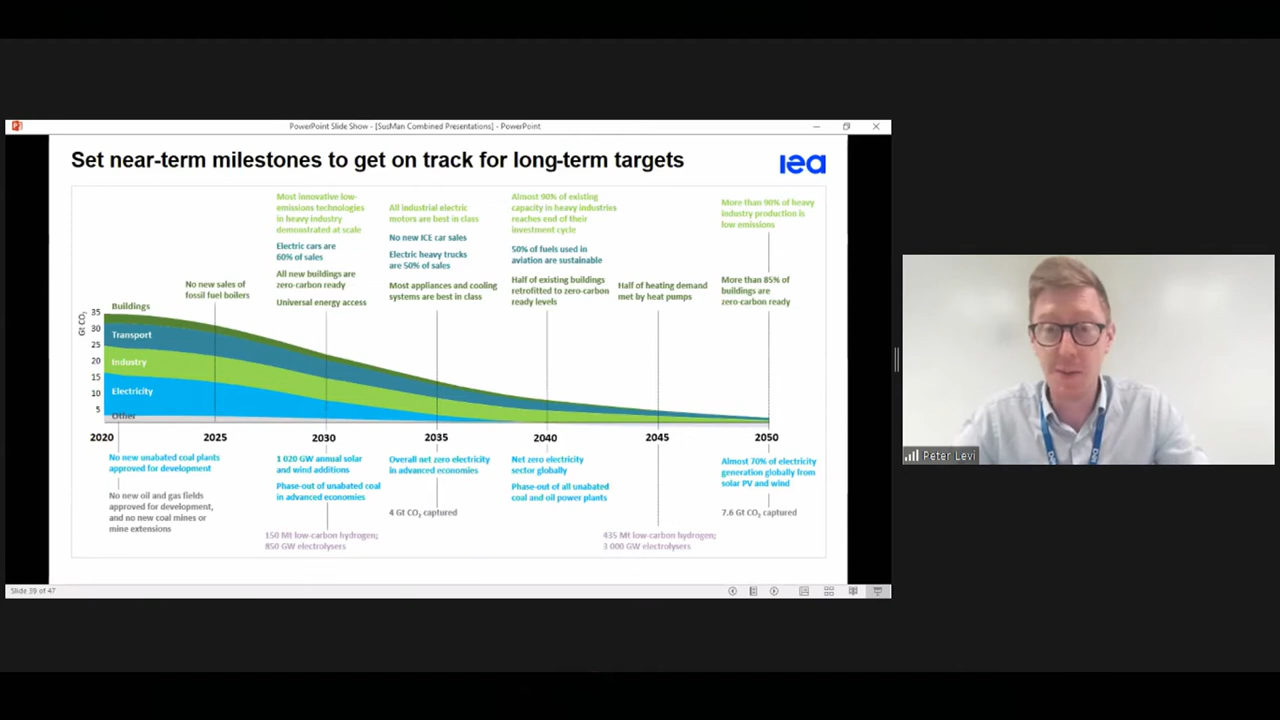 PowerPoint Slide Show - [SusMan Combined Presentations] - PowerPoint
Set near-term milestones to get on track for long-term targets
iea
Most innovative low-
emissions technologies
in heavy industry
demonstrated at scale
Electric cars are
60% of sales
All new buildings are
zero-carbon ready
Universal energy access
All industrial electric
motors are best in class
No new ICE car sales
Electric heavy trucks
are 50% of sales
Most appliances and cooling
systems are best in class
Almost 90% of existing
capacity in heavy industries
reaches end of their
investment cycle
50% of fuels used in
aviation are sustainable
Half of existing buildings
retrofitted to zero-carbon
ready levels
More than 90% of heavy
industry production is
low emissions
No new sales of
fossil fuel boilers
Half of heating demand
met by heat pumps
More than 85% of
buildings are
zero-carbon ready
Gt CO₂
35
30
25
20
15
10
5
Buildings
Transport
Industry
Electricity
Other
2020 2025 2030 2035 2040 2045 2050
No new unabated coal plants
approved for development
No new oil and gas fields
approved for development,
and no new coal mines or
mine extensions
1 020 GW annual solar
and wind additions
Phase-out of unabated coal
in advanced economies
150 Mt low-carbon hydrogen;
850 GW electrolysers
Overall net zero electricity
in advanced economies
4 Gt CO₂ captured
Net zero electricity
sector globally
Phase-out of all unabated
coal and oil power plants
435 Mt low-carbon hydrogen;
3 000 GW electrolysers
Almost 70% of electricity
generation globally from
solar PV and wind
7.6 Gt CO₂ captured
Slide 39 of 47
Peter Levi